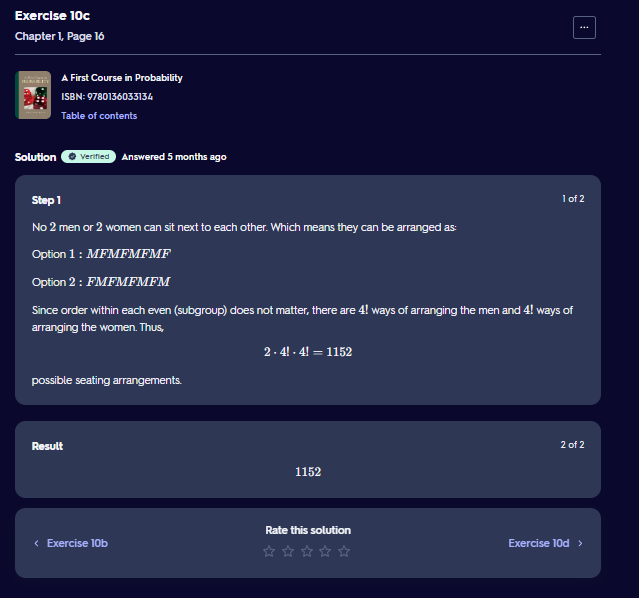 Exercise 10c
...
Chapter 1, Page 16
A First Course in Probability
ISBN: 9780136033134
Table of contents
Solution Verified Answered 5 months ago
Step 1
1 of 2
No 2 men or 2 women can sit next to each other. Which means they can be arranged as:
Option 1 : MFMFMFMF
Option 2 : FMFMFMFM
Since order within each even (subgroup) does not matter, there are 4! ways of arranging the men and 4! ways of
arranging the women. Thus,
2 · 4! · 4! = 1152
possible seating arrangements.
Result
2 of 2
1152
Rate this solution
‹ Exercise 10b
Exercise 10d ›